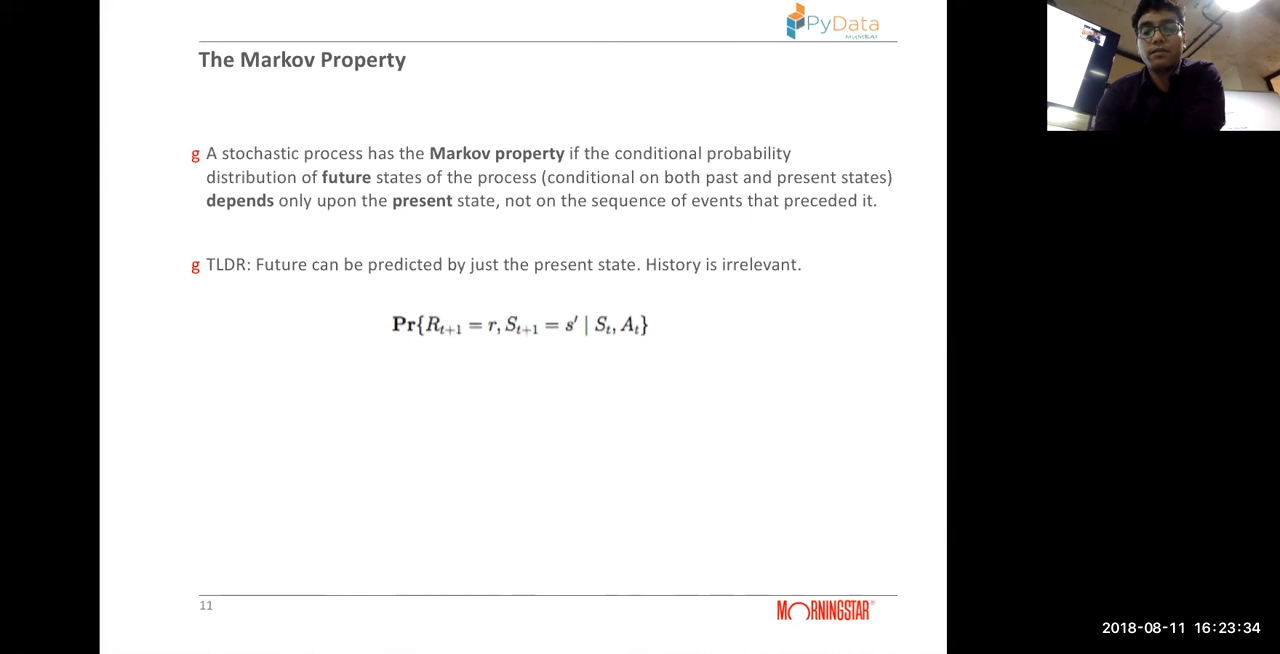 PyData
MUMBAI
The Markov Property
g A stochastic process has the Markov property if the conditional probability
distribution of future states of the process (conditional on both past and present states)
depends only upon the present state, not on the sequence of events that preceded it.
g TLDR: Future can be predicted by just the present state. History is irrelevant.
Pr{R_{t+1} = r, S_{t+1} = s' | S_t, A_t}
11
MORNINGSTAR®
2018-08-11 16:23:34